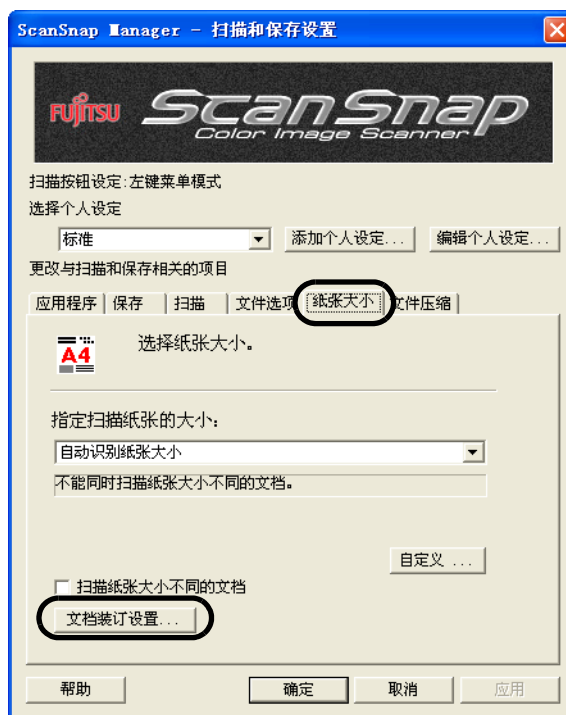 ScanSnap Manager - 扫描和保存设置
FUJITSU ScanSnap
Color Image Scanner
扫描按钮设定:左键菜单模式
选择个人设定
标准 添加个人设定... 编辑个人设定...
更改与扫描和保存相关的项目
应用程序 保存 扫描 文件选项 纸张大小 文件压缩
A4 选择纸张大小。
指定扫描纸张的大小:
自动识别纸张大小
不能同时扫描纸张大小不同的文档。
自定义 ...
扫描纸张大小不同的文档
文档装订设置...
帮助 确定 取消 应用